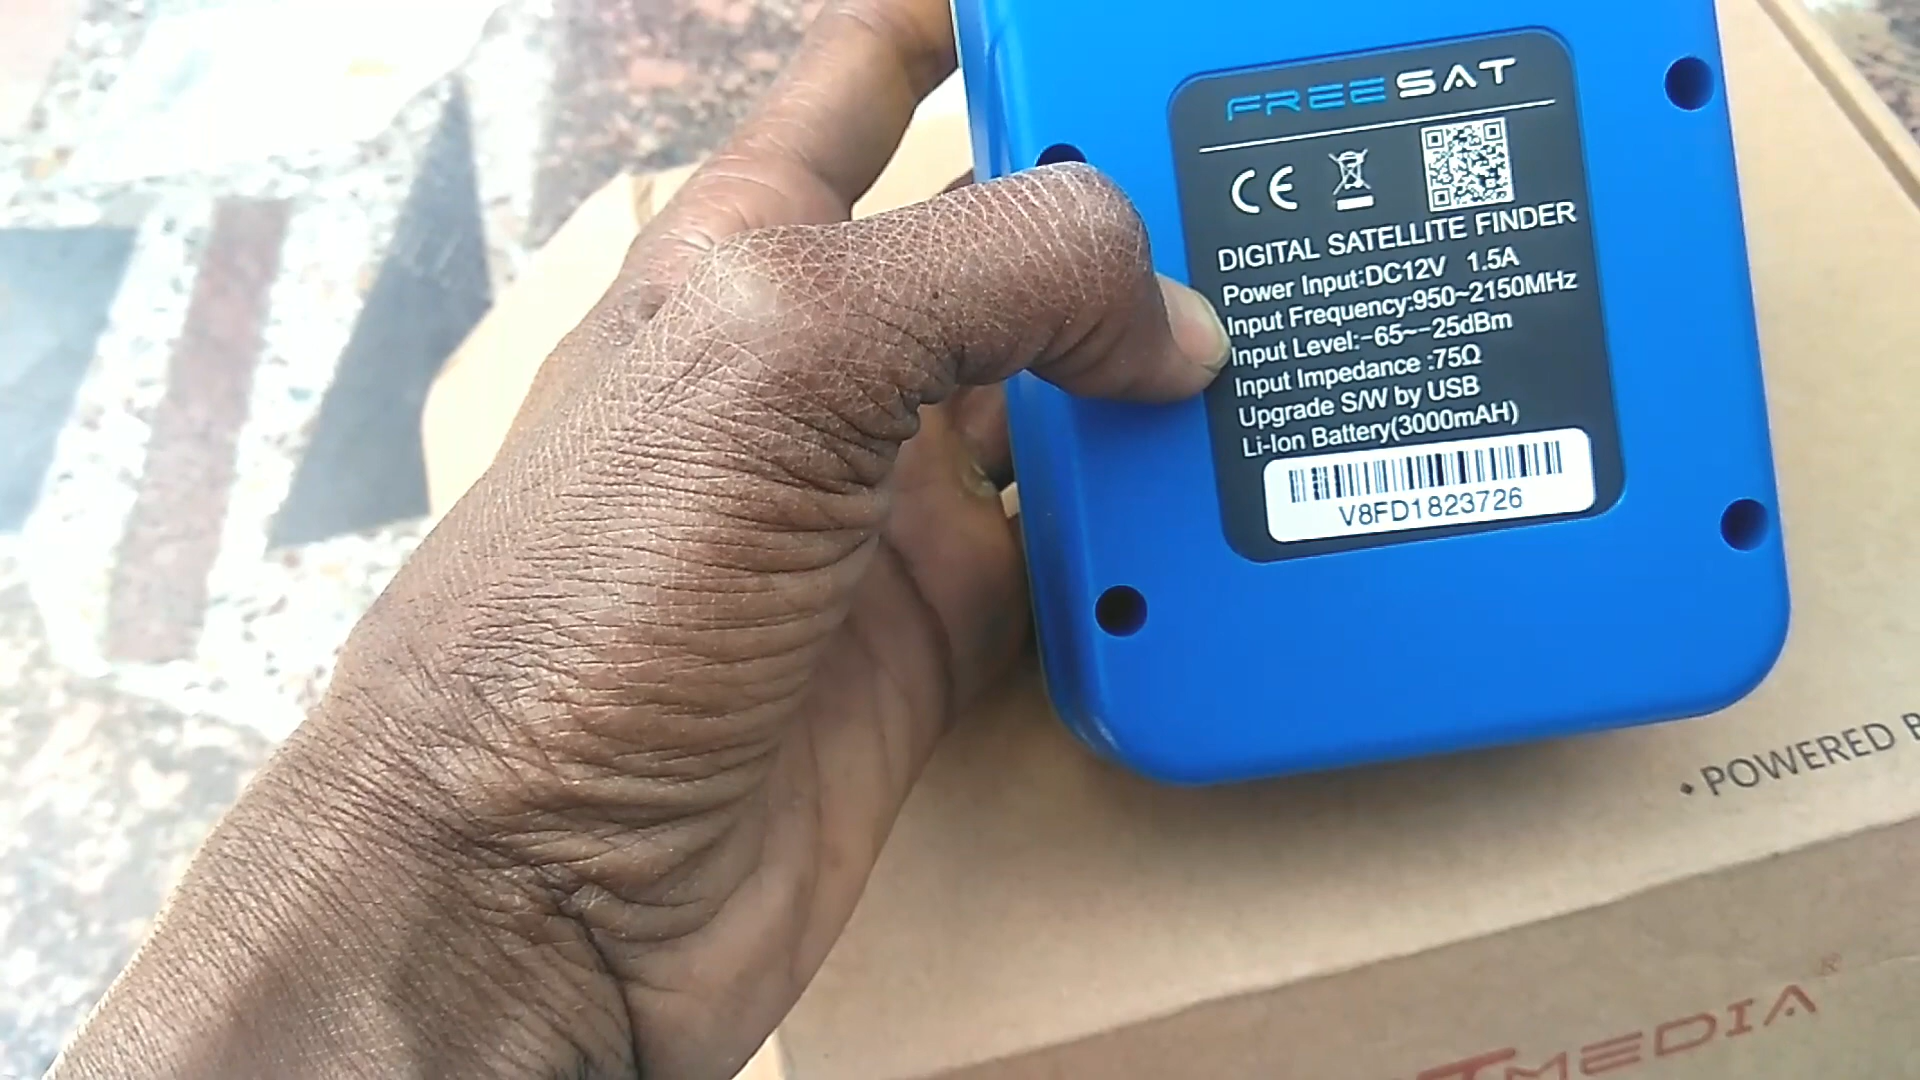 FREESAT
CE
DIGITAL SATELLITE FINDER
Power Input:DC12V 1.5A
Input Frequency:950~2150MHz
Input Level:-65~-25dBm
Input Impedance :75Ω
Upgrade S/W by USB
Li-Ion Battery(3000mAH)
V8FD1823726
• POWERED
TMEDIA®